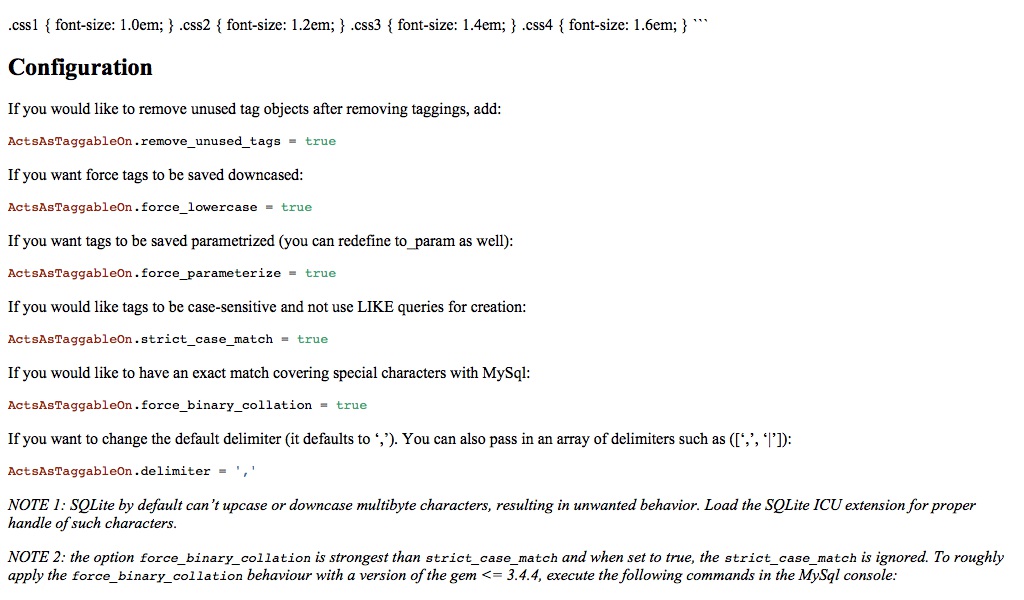 .css1 { font-size: 1.0em; } .css2 { font-size: 1.2em; } .css3 { font-size: 1.4em; } .css4 { font-size: 1.6em; } ```
Configuration
If you would like to remove unused tag objects after removing taggings, add:
ActsAsTaggableOn.remove_unused_tags = true
If you want force tags to be saved downcased:
ActsAsTaggableOn.force_lowercase = true
If you want tags to be saved parametrized (you can redefine to_param as well):
ActsAsTaggableOn.force_parameterize = true
If you would like tags to be case-sensitive and not use LIKE queries for creation:
ActsAsTaggableOn.strict_case_match = true
If you would like to have an exact match covering special characters with MySql:
ActsAsTaggableOn.force_binary_collation = true
If you want to change the default delimiter (it defaults to ‘,’). You can also pass in an array of delimiters such as ([‘,’, ‘|’]):
ActsAsTaggableOn.delimiter = ','
NOTE 1: SQLite by default can’t upcase or downcase multibyte characters, resulting in unwanted behavior. Load the SQLite ICU extension for proper
handle of such characters.
NOTE 2: the option force_binary_collation is strongest than strict_case_match and when set to true, the strict_case_match is ignored. To roughly
apply the force_binary_collation behaviour with a version of the gem <= 3.4.4, execute the following commands in the MySql console: